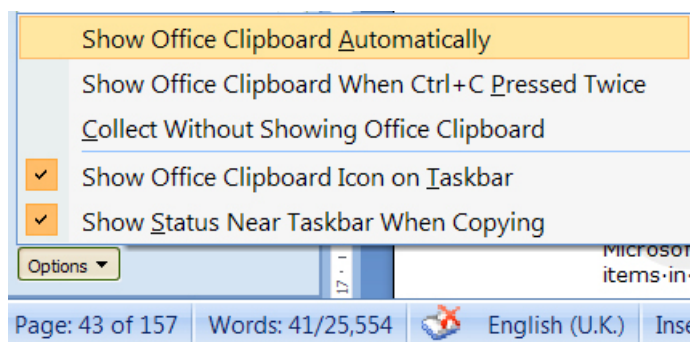 Show Office Clipboard Automatically
Show Office Clipboard When Ctrl+C Pressed Twice
Collect Without Showing Office Clipboard
Show Office Clipboard Icon on Taskbar
Show Status Near Taskbar When Copying
Options
17
Microsof
items·in·
Page: 43 of 157 Words: 41/25,554 English (U.K.) Inse